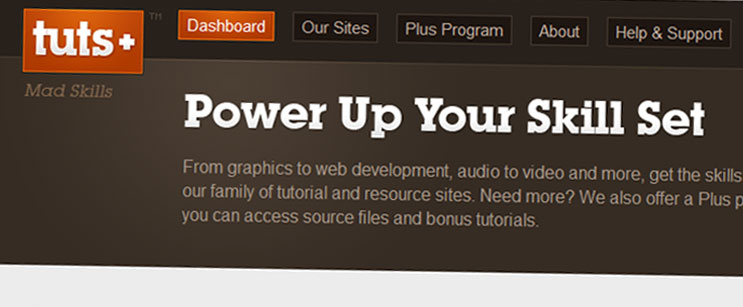 tuts+™
Dashboard
Our Sites
Plus Program
About
Help & Support
Mad Skills
Power Up Your Skill Set
From graphics to web development, audio to video and more, get the skills
our family of tutorial and resource sites. Need more? We also offer a Plus p
you can access source files and bonus tutorials.